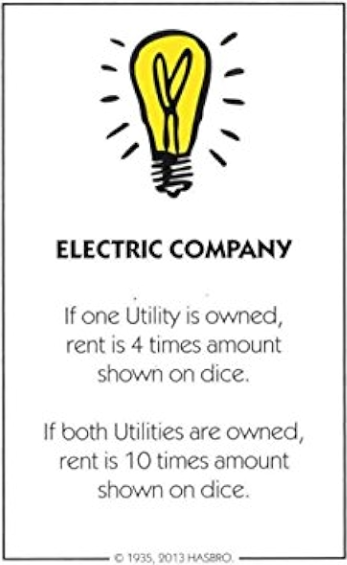 ELECTRIC COMPANY
If one Utility is owned,
rent is 4 times amount
shown on dice.
If both Utilities are owned,
rent is 10 times amount
shown on dice.
© 1935, 2013 HASBRO.